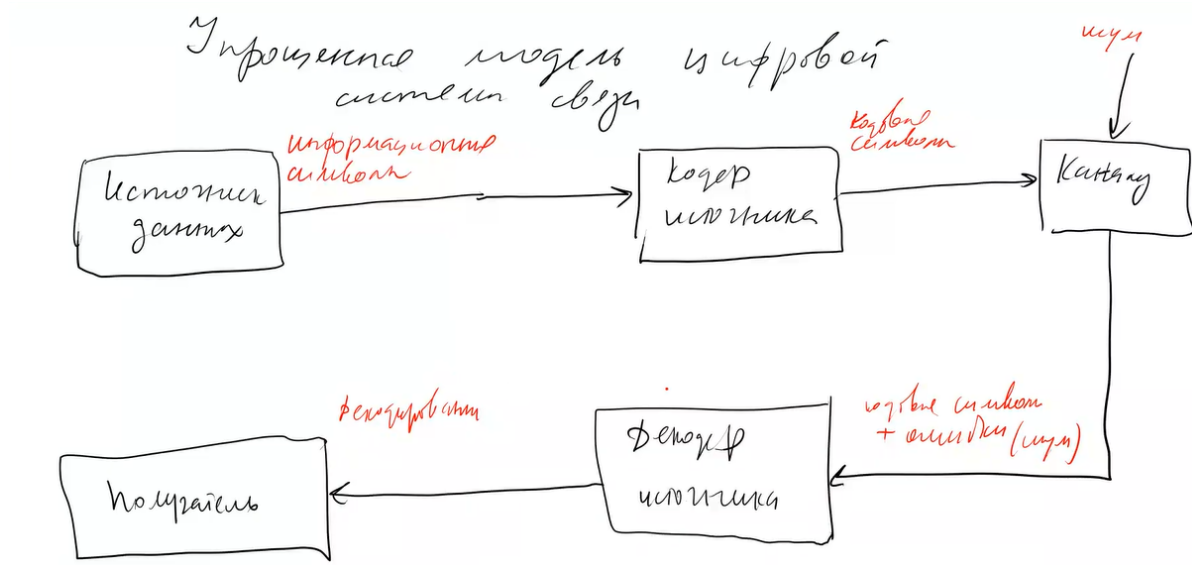 Упрощенная модель цифровой
системы связи
шум
информационные
символы
кодовые
символы
Источник
данных
Кодер
источника
Канал
декодирован
кодовые символы
+ ошибки (шум)
Декодер
источника
Получатель